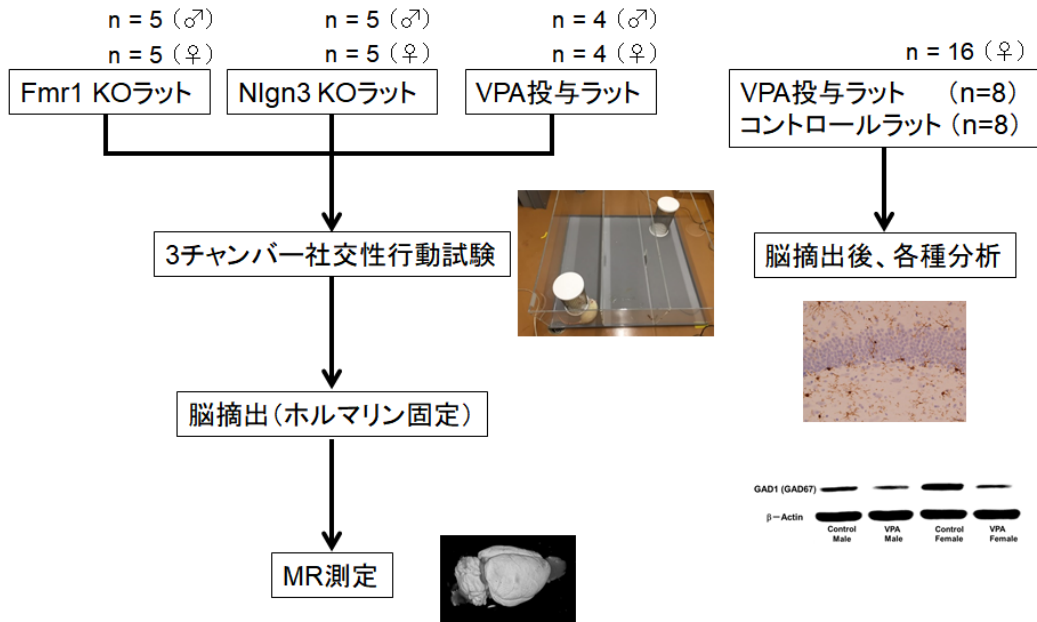 n = 5 (♂)
n = 5 (♀)
n = 5 (♂)
n = 5 (♀)
n = 4 (♂)
n = 4 (♀)
n = 16 (♀)
Fmr1 KOラット
Nlgn3 KOラット
VPA投与ラット
VPA投与ラット (n=8)
コントロールラット (n=8)
3チャンバー社交性行動試験
脳摘出後、各種分析
脳摘出(ホルマリン固定)
GAD1 (GAD67)
β-Actin
Control Male
VPA Male
Control Female
VPA Female
MR測定